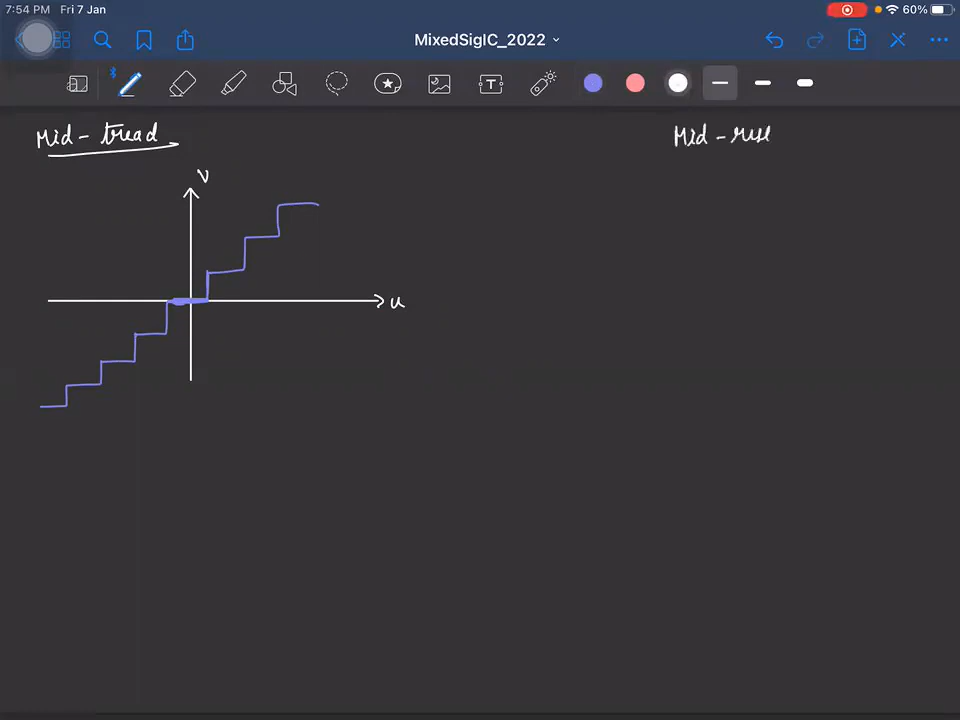 7:54 PM Fri 7 Jan
60%
MixedSigIC_2022
T
Mid - tread
Mid - rise
V
u